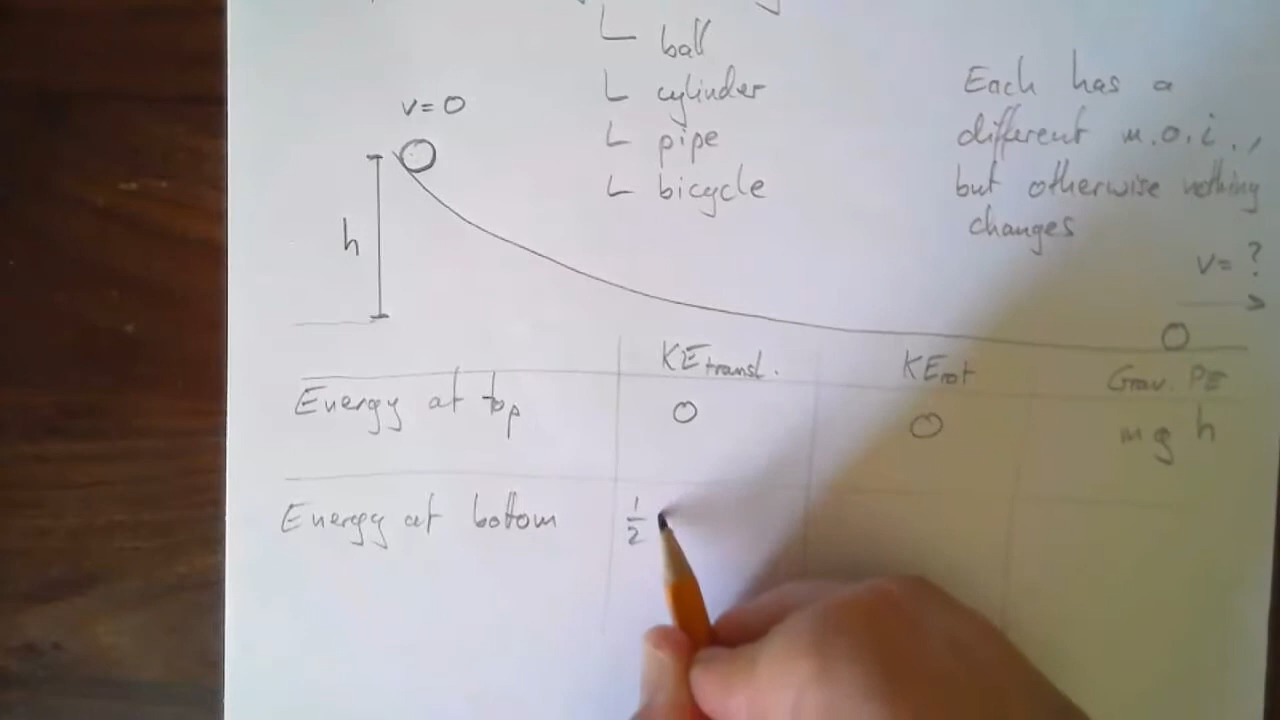 ball
cylinder
pipe
bicycle
Each has a
different m.o.i.,
but otherwise nothing
changes
v=0
h
v= ?
KE transl.
KE rot
Grav. PE
Energy at top
0
0
m g h
Energy at bottom
1/2